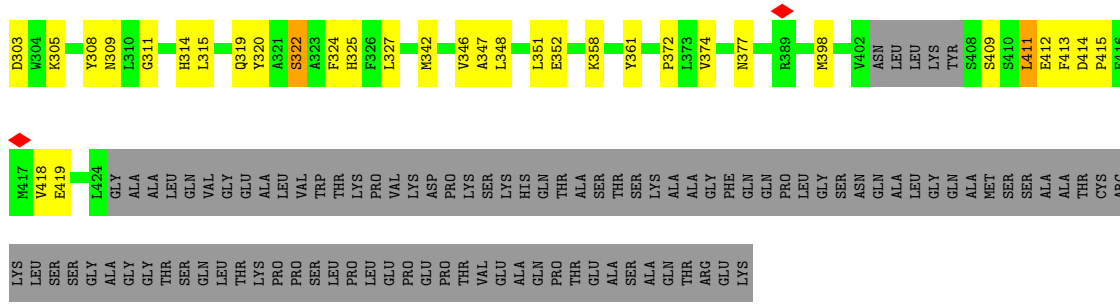 D303 W304 K305 Y308 N309 L310 G311 H314 L315 Q319 Y320 A321 S322 A323 F324 H325 F326 L327 M342 V346 A347 L348 L351 E352 K358 Y361 P372 L373 V374 N377 R389 M398 V402 ASN LEU LEU LYS TYR S408 S409 S410 L411 E412 F413 D414 P415 F416
M417 V418 E419 L424 GLY ALA ALA LEU GLN VAL GLY GLU ALA LEU VAL TRP THR LYS PRO VAL LYS ASP PRO LYS SER LYS HIS GLN THR ALA SER THR SER LYS ALA ALA GLY PHE GLN GLN PRO LEU GLY SER ASN GLN ALA LEU GLY GLN ALA MET SER SER ALA ALA THR CYS ARG
LYS LEU SER SER GLY ALA GLY GLY THR SER GLN LEU THR LYS PRO PRO SER LEU PRO LEU GLU PRO GLU PRO THR VAL GLU ALA GLN PRO THR GLU ALA SER ALA GLN THR ARG GLU LYS